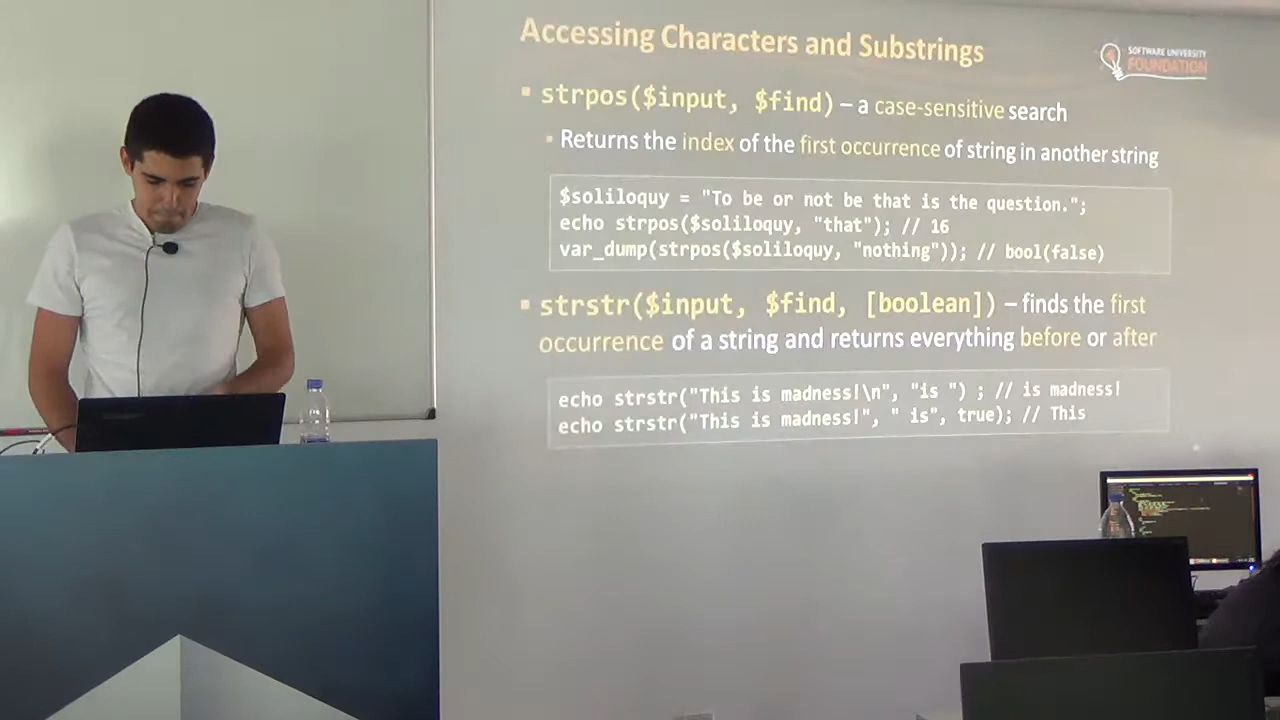 Accessing Characters and Substrings
SOFTWARE UNIVERSITY
FOUNDATION
strpos($input, $find) – a case-sensitive search
Returns the index of the first occurrence of string in another string
$soliloquy = "To be or not be that is the question.";
echo strpos($soliloquy, "that"); // 16
var_dump(strpos($soliloquy, "nothing")); // bool(false)
strstr($input, $find, [boolean]) – finds the first
occurrence of a string and returns everything before or after
echo strstr("This is madness!\n", "is ") ; // is madness!
echo strstr("This is madness!", " is", true); // This